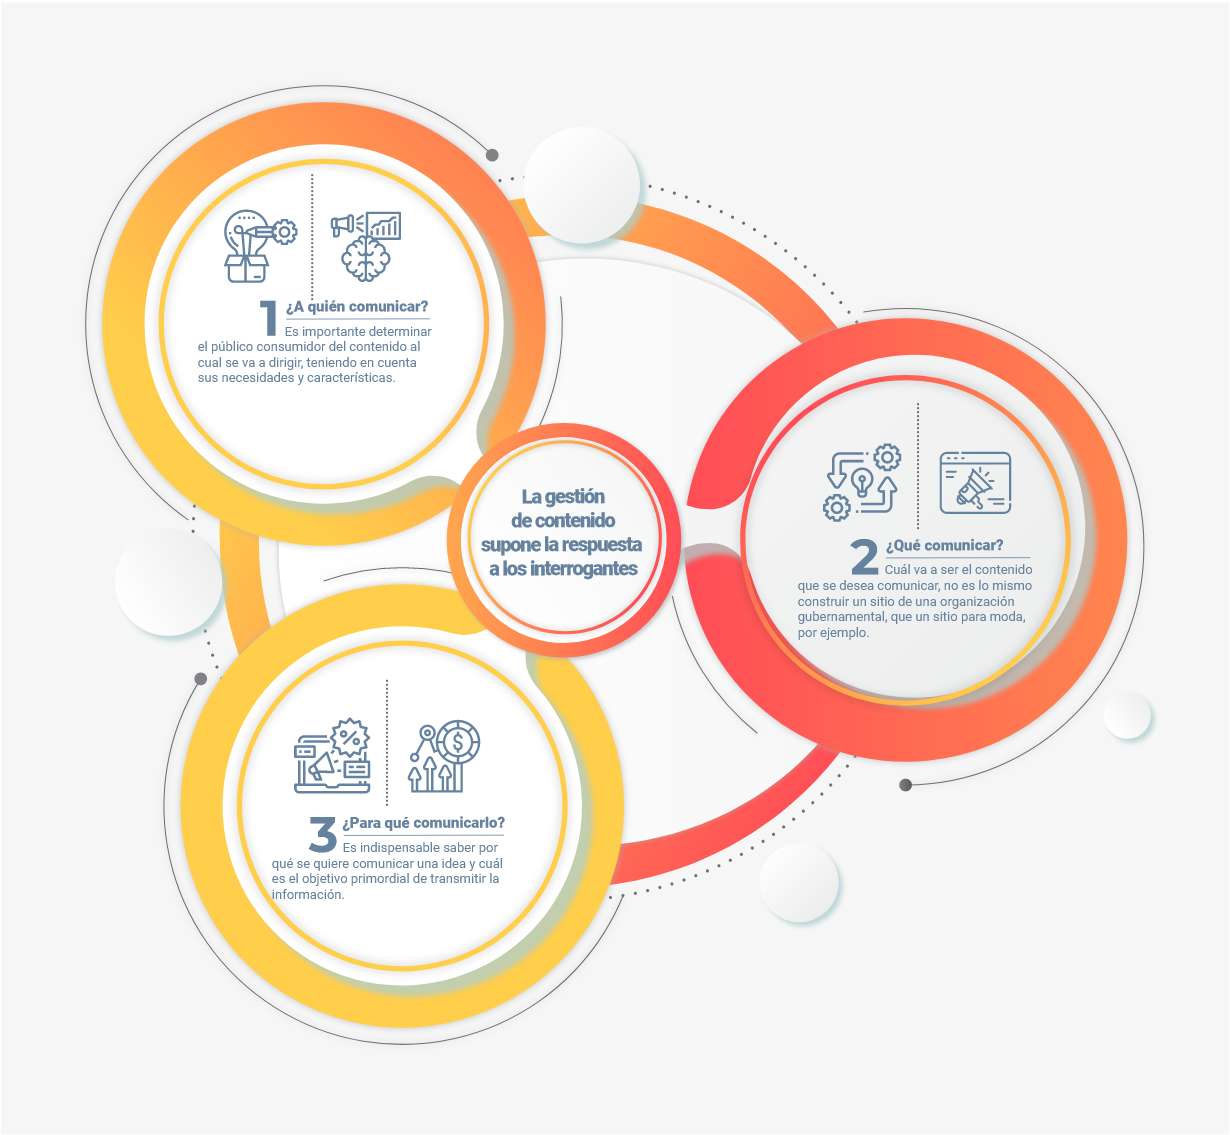 La gestión
de contenido
supone la respuesta
a los interrogantes
1 ¿A quién comunicar?
Es importante determinar
el público consumidor del contenido al
cual se va a dirigir, teniendo en cuenta
sus necesidades y características.
2 ¿Qué comunicar?
Cuál va a ser el contenido
que se desea comunicar, no es lo mismo
construir un sitio de una organización
gubernamental, que un sitio para moda,
por ejemplo.
%
$
3 ¿Para qué comunicarlo?
Es indispensable saber por
qué se quiere comunicar una idea y cuál
es el objetivo primordial de transmitir la
información.